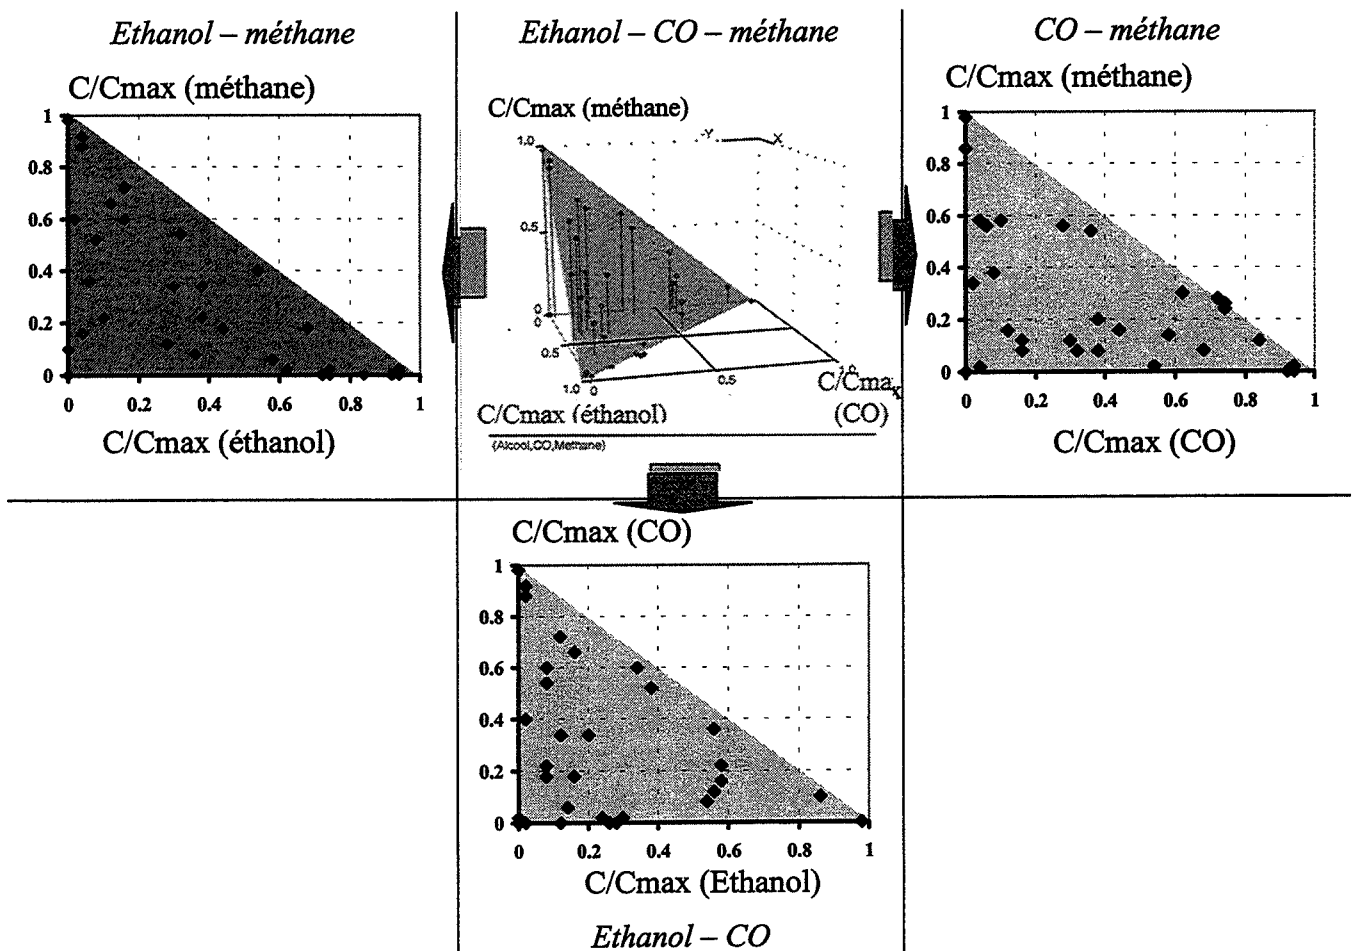 Ethanol – méthane
C/Cmax (méthane)
1
0.8
0.6
0.4
0.2
0
0 0.2 0.4 0.6 0.8 1
C/Cmax (éthanol)
Ethanol – CO – méthane
C/Cmax (méthane)
-Y
X
1.0
0.5
0
0
0.5
1.0
0
0.5
1.0
C/Cmax
(CO)
C/Cmax (éthanol)
(Alcool,CO,Methane)
CO – méthane
C/Cmax (méthane)
1
0.8
0.6
0.4
0.2
0
0 0.2 0.4 0.6 0.8 1
C/Cmax (CO)
C/Cmax (CO)
1
0.8
0.6
0.4
0.2
0
0 0.2 0.4 0.6 0.8 1
C/Cmax (Ethanol)
Ethanol – CO